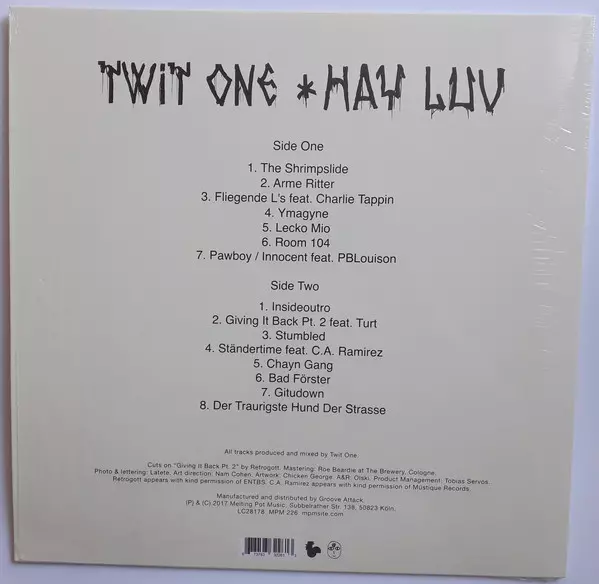 TWIT ONE * HAY LUV
Side One
1. The Shrimpslide
2. Arme Ritter
3. Fliegende L's feat. Charlie Tappin
4. Ymagyne
5. Lecko Mio
6. Room 104
7. Pawboy / Innocent feat. PBLouison
Side Two
1. Insideoutro
2. Giving It Back Pt. 2 feat. Turt
3. Stumbled
4. Ständertime feat. C.A. Ramirez
5. Chayn Gang
6. Bad Förster
7. Gitudown
8. Der Traurigste Hund Der Strasse
All tracks produced and mixed by Twit One.
Cuts on "Giving It Back Pt. 2" by Retrogott. Mastering: Roe Beardie at The Brewery, Cologne.
Photo & lettering: Lafete. Art direction: Nam Cohen. Artwork: Chicken George. A&R: Olski. Product Management: Tobias Servos.
Retrogott appears with kind permission of ENTBS. C.A. Ramirez appears with kind permission of Müstique Records.
Manufactured and distributed by Groove Attack.
(P) & (C) 2017 Melting Pot Music, Subbelrather Str. 138, 50823 Köln.
LC28178 MPM 226 mpmsite.com